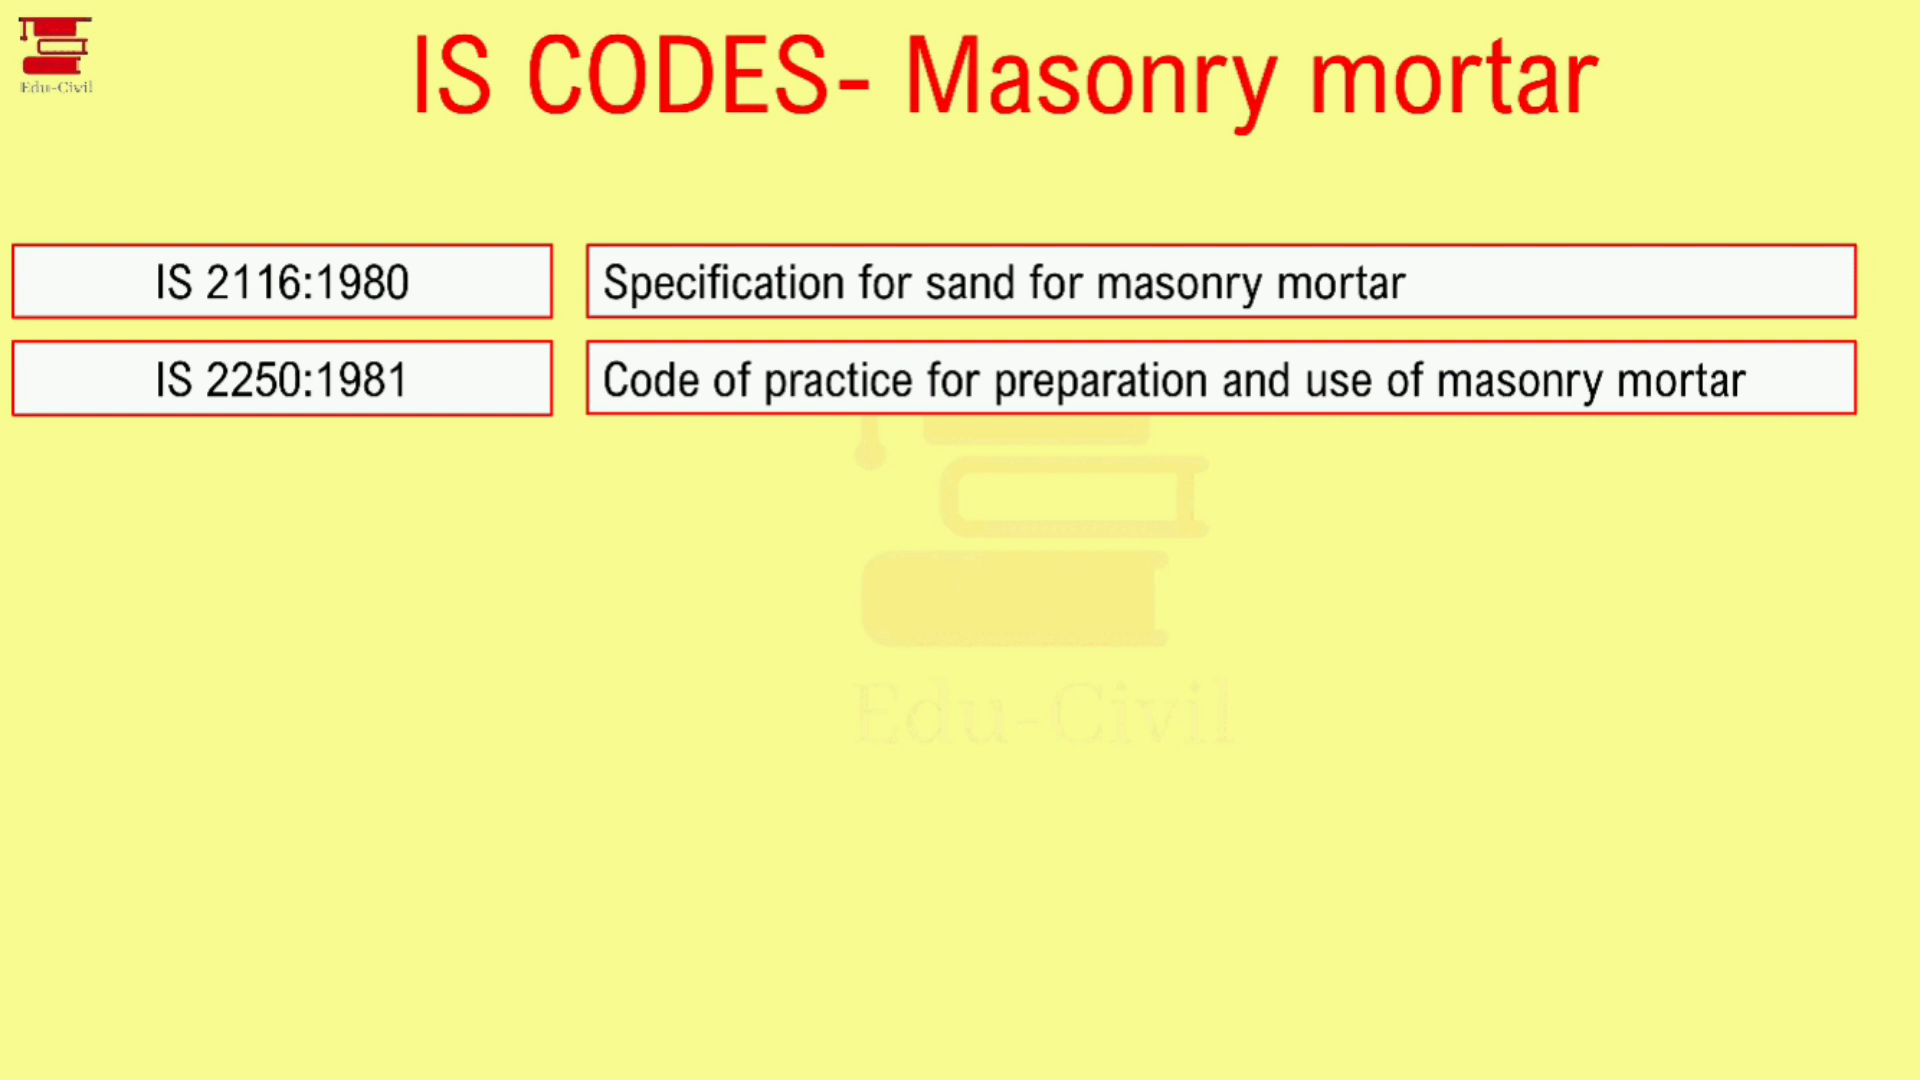 Edu-Civil
IS CODES- Masonry mortar
IS 2116:1980
Specification for sand for masonry mortar
IS 2250:1981
Code of practice for preparation and use of masonry mortar
Edu-Civil